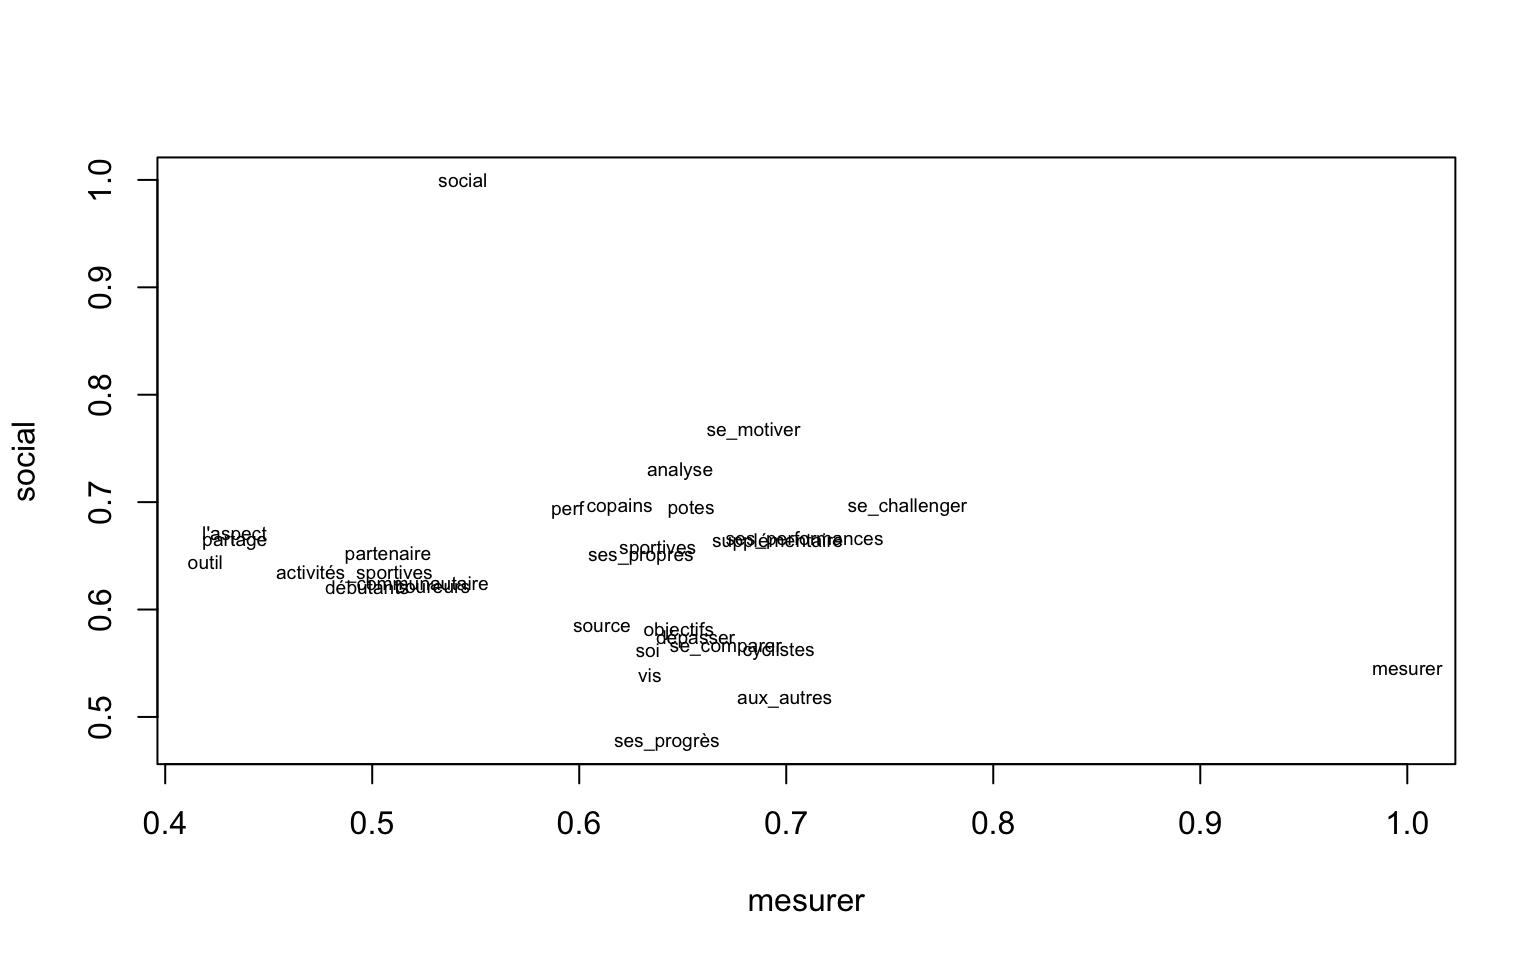 social
1.0
0.9
0.8
0.7
0.6
0.5
social
se_motiver
analyse
perf
copains
potes
se_challenger
l'aspect
partage
outil
partenaire
activités_sportives
débutants
communautaire
coureurs
sportives
ses_propres
supplémentaire
ses_performances
source
objectifs
dépasser
soi
se_comparer
cyclistes
vis
mesurer
aux_autres
ses_progrès
0.4 0.5 0.6 0.7 0.8 0.9 1.0
mesurer